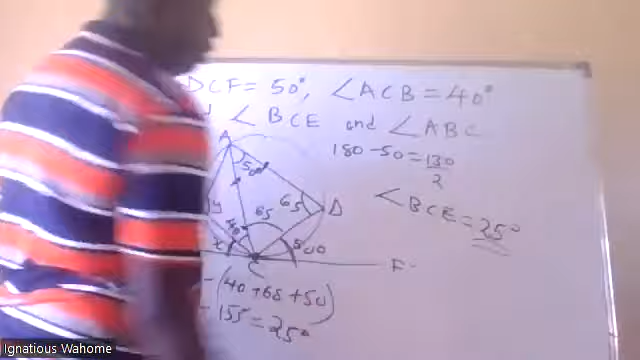 DCF = 50°, ∠ACB = 40°
∠BCE and ∠ABC
180 - 50 = 130
2
A
50°
65 D
∠BCE = 25°
y
40 65
x 50°
C
F
- (40 + 65 + 50)
- 155 = 25°
Ignatious Wahome